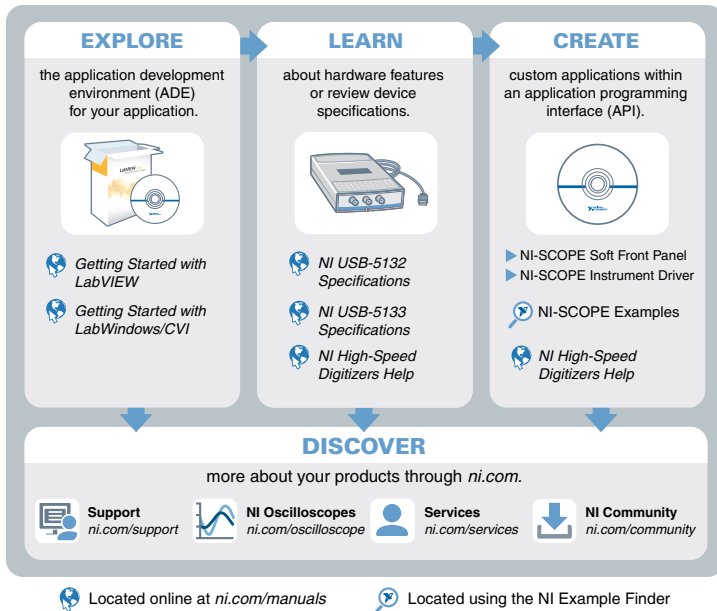 EXPLORE
the application development
environment (ADE)
for your application.
LabVIEW
Getting Started with
LabVIEW
Getting Started with
LabWindows/CVI
LEARN
about hardware features
or review device
specifications.
NI USB-5132
Specifications
NI USB-5133
Specifications
NI High-Speed
Digitizers Help
CREATE
custom applications within
an application programming
interface (API).
NI-SCOPE Soft Front Panel
NI-SCOPE Instrument Driver
NI-SCOPE Examples
NI High-Speed
Digitizers Help
DISCOVER
more about your products through ni.com.
Support
ni.com/support
NI Oscilloscopes
ni.com/oscilloscope
Services
ni.com/services
NI Community
ni.com/community
Located online at ni.com/manuals
Located using the NI Example Finder